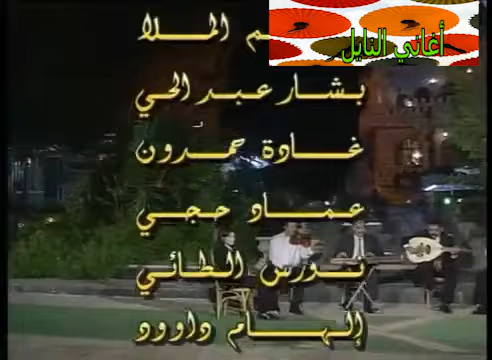 أغاني النايل
م الملا
بشار عبد الحي
غادة حمدون
عماد حجي
نورس الطائي
إلهام داوود